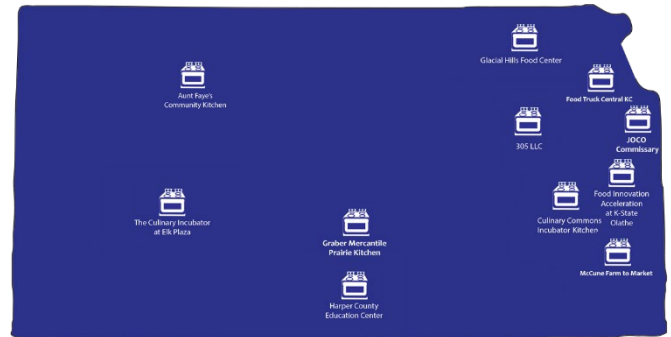 Glacial Hills Food Center
Aunt Faye's
Community Kitchen
Food Truck Central KC
305 LLC
JOCO
Commissary
Food Innovation
Acceleration
at K-State
Olathe
The Culinary Incubator
at Elk Plaza
Culinary Commons
Incubator Kitchen
Graber Mercantile
Prairie Kitchen
McCune Farm to Market
Harper County
Education Center